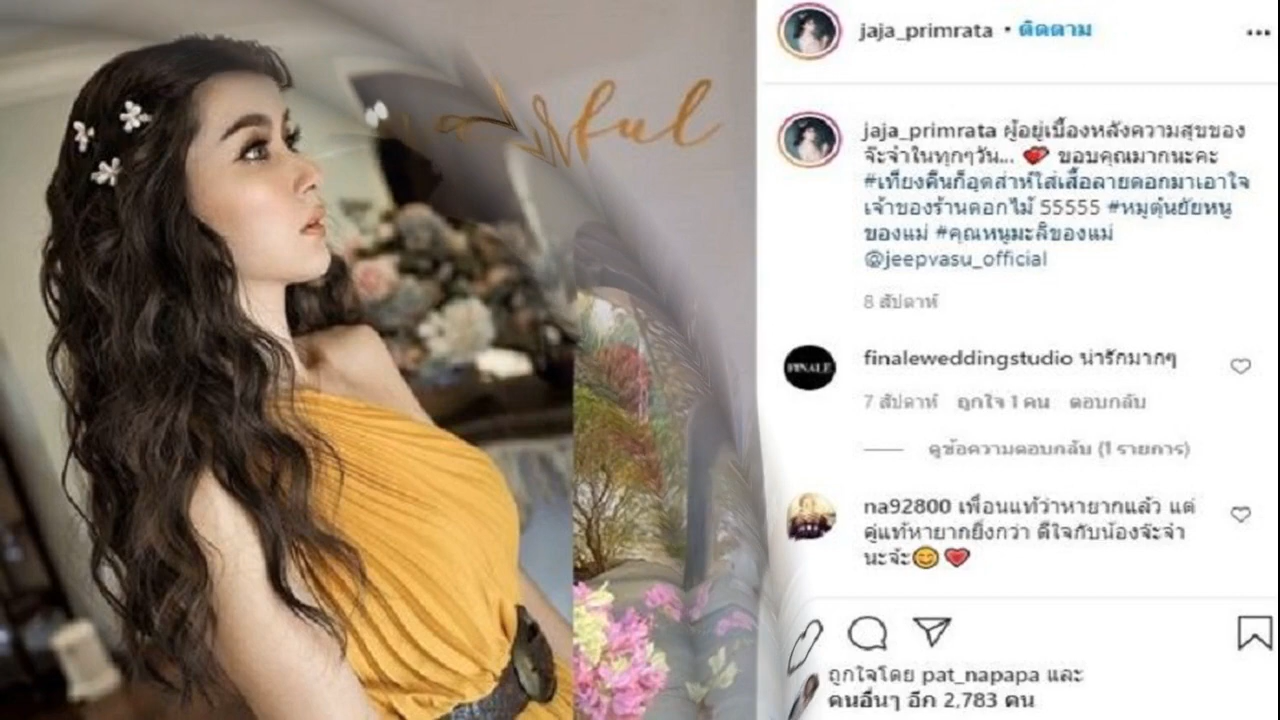 ful
jaja_primrata • ติดตาม
jaja_primrata ผู้อยู่เบื้องหลังความสุขของ
จ๊ะจ๋าในทุกๆวัน... 💕 ขอบคุณมากนะคะ
#เที่ยงคืนก็อุตส่าห์ใส่เสื้อลายดอกมาเอาใจ
เจ้าของร้านดอกไม้ 55555 #หมูตุ๋นยัยหนู
ของแม่ #คุณหนูมะลิของแม่
@jeepvasu_official
8 สัปดาห์
FINALE
finaleweddingstudio น่ารักมากๆ
7 สัปดาห์ ถูกใจ 1 คน ตอบกลับ
ดูข้อความตอบกลับ (1 รายการ)
na92800 เพื่อนแท้ว่าหายากแล้ว แต่
คู่แท้หายากยิ่งกว่า ดีใจกับน้องจ๊ะจ๋า
นะจ้ะ😊❤️
ถูกใจโดย pat_napapa และ
คนอื่นๆ อีก 2,783 คน